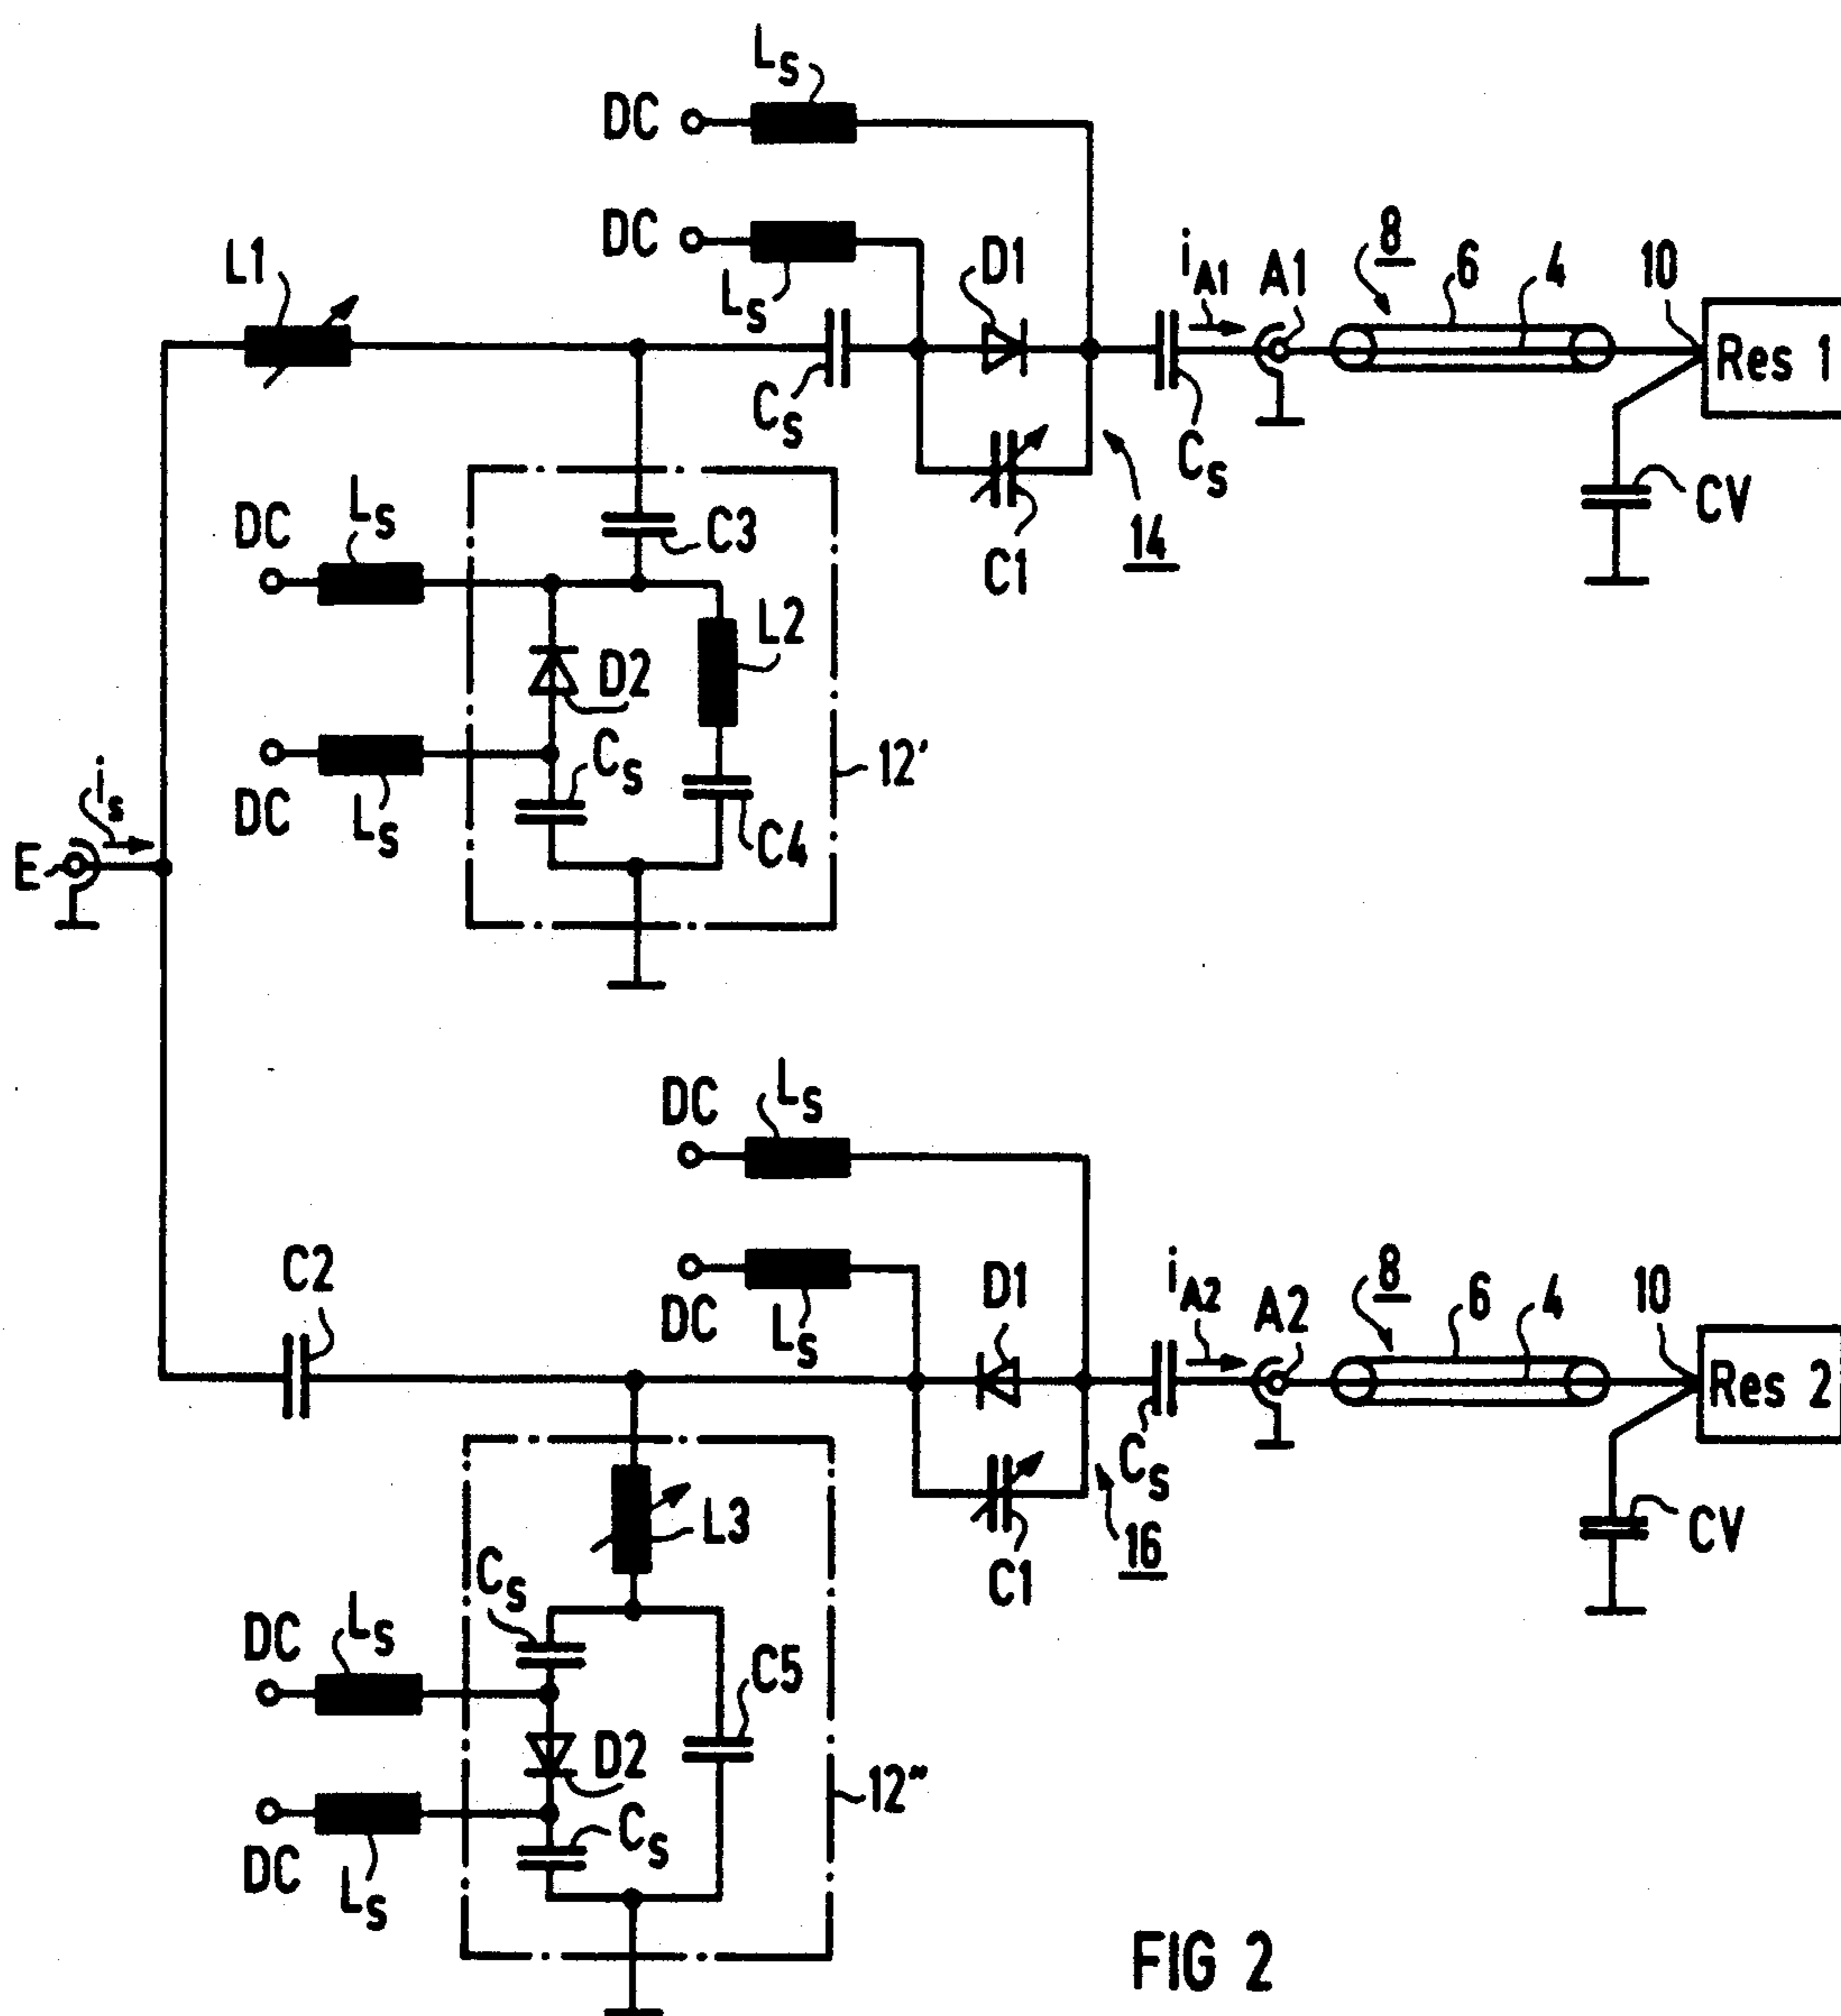 Ls
DC
DC
Ls
L1
D1
iA1
A1
8
6
4
10
Res 1
Cs
Cs
C1
14
CV
DC
Ls
C3
L2
D2
Cs
12'
DC
Ls
C4
is
E
DC
Ls
DC
Ls
C2
D1
iA2
A2
8
6
4
10
Res 2
Cs
C1
16
CV
L3
Cs
DC
Ls
C5
D2
12"
Cs
DC
Ls
FIG 2